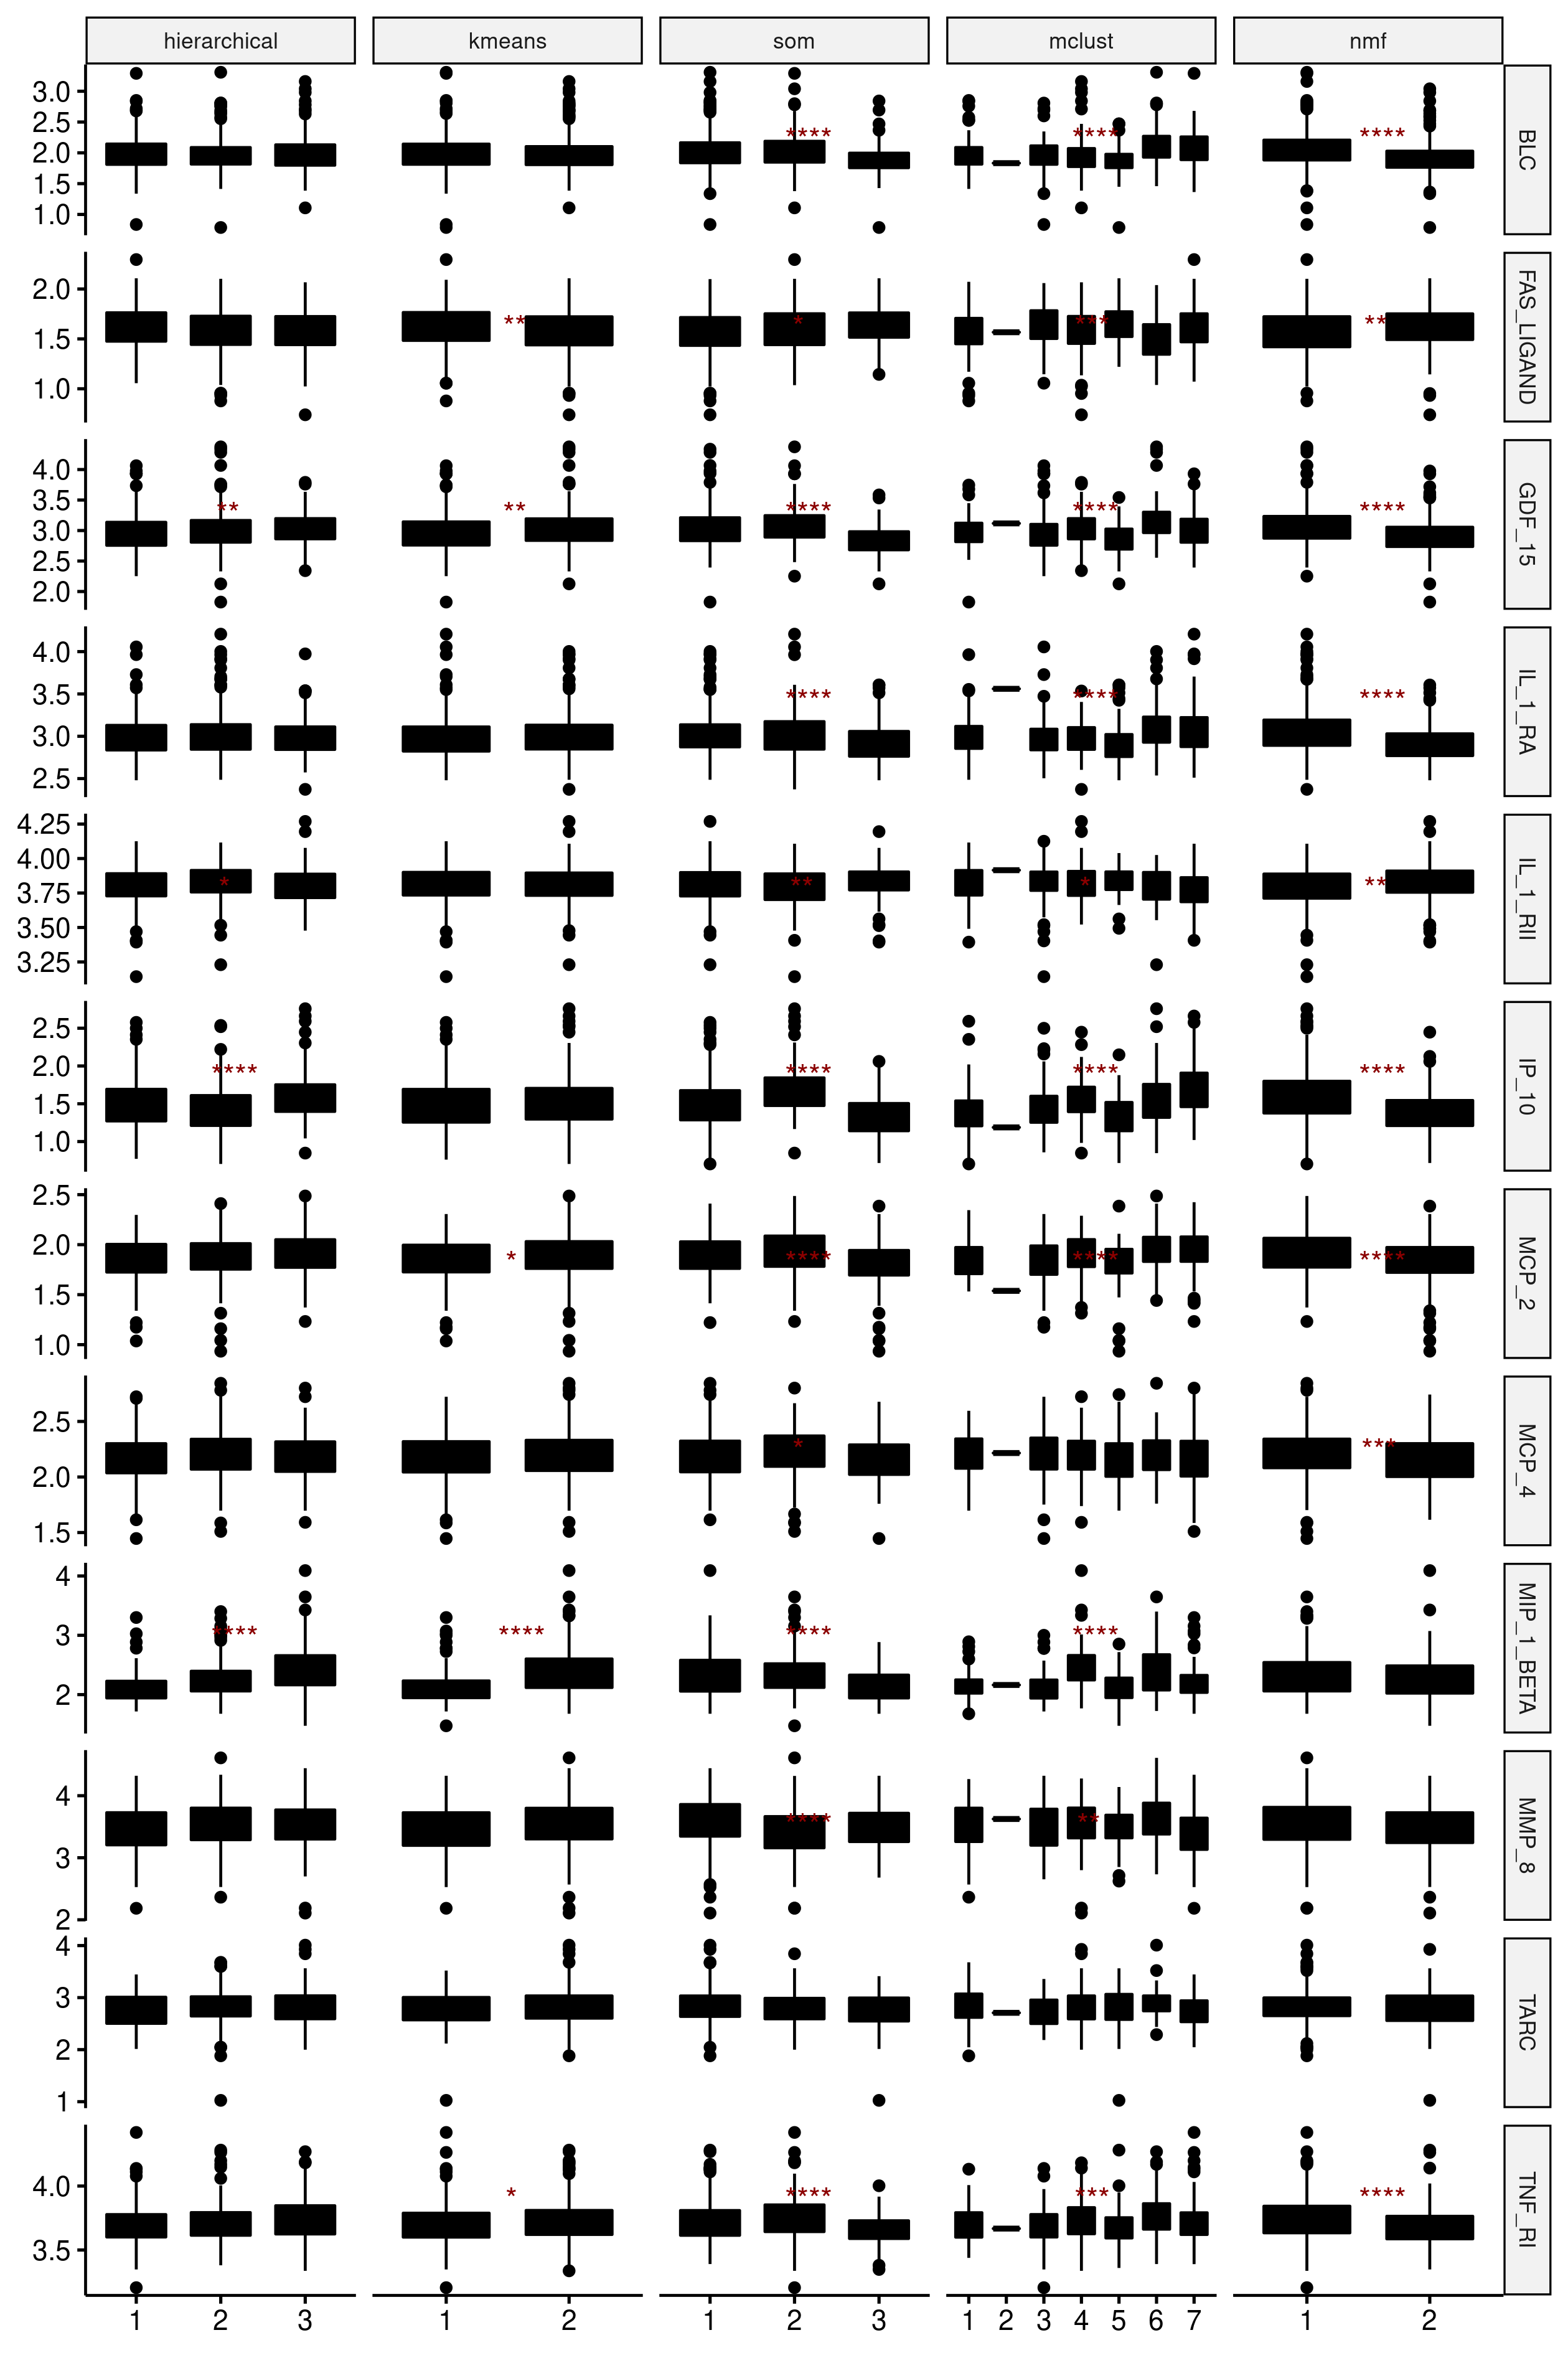 hierarchical kmeans som mclust nmf
3.0
2.5
2.0
1.5
1.0
**** **** ****
BLC
2.0
1.5
1.0
** * *** **
FAS_LIGAND
4.0
3.5
3.0
2.5
2.0
** ** **** **** ****
GDF_15
4.0
3.5
3.0
2.5
**** **** ****
IL_1_RA
4.25
4.00
3.75
3.50
3.25
* ** * **
IL_1_RII
2.5
2.0
1.5
1.0
**** **** **** ****
IP_10
2.5
2.0
1.5
1.0
* **** **** ****
MCP_2
2.5
2.0
1.5
* ***
MCP_4
4
3
2
**** **** **** ****
MIP_1_BETA
4
3
2
**** **
MMP_8
4
3
2
1
TARC
4.0
3.5
* **** *** ****
TNF_RI
1 2 3 1 2 1 2 3 1 2 3 4 5 6 7 1 2